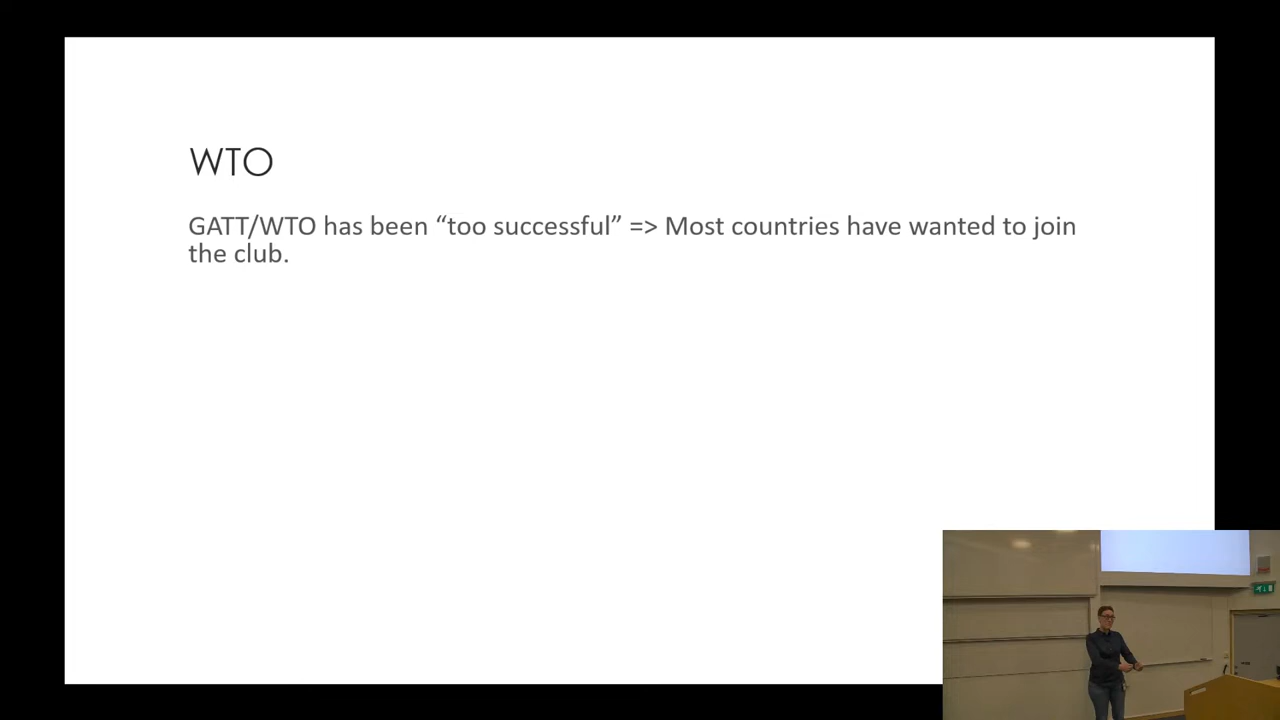 WTO
GATT/WTO has been “too successful” => Most countries have wanted to join
the club.